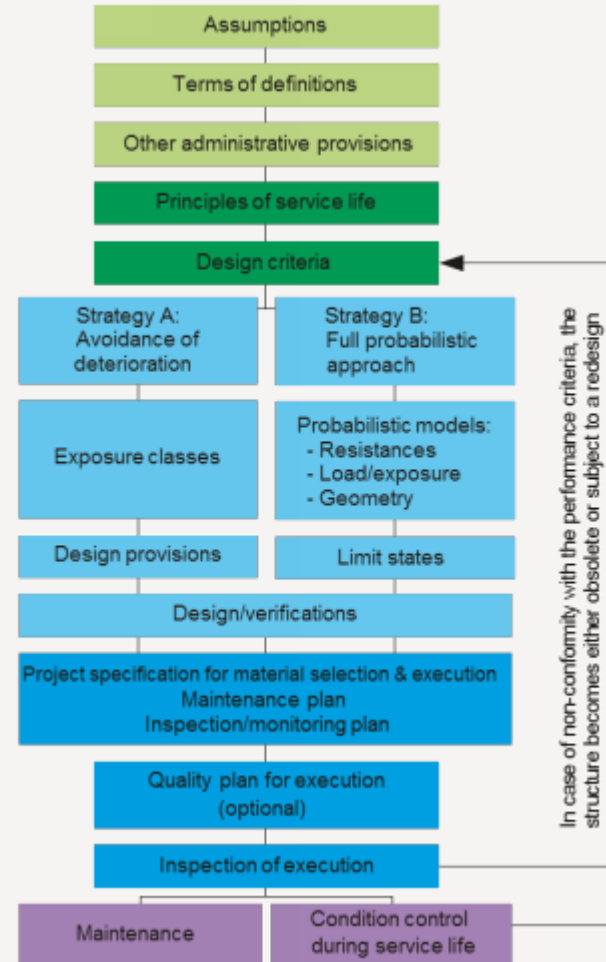 Assumptions
Terms of definitions
Other administrative provisions
Principles of service life
Design criteria
Strategy A:
Avoidance of
deterioration
Strategy B:
Full probabilistic
approach
Exposure classes
Probabilistic models:
- Resistances
- Load/exposure
- Geometry
Design provisions
Limit states
Design/verifications
Project specification for material selection & execution
Maintenance plan
Inspection/monitoring plan
Quality plan for execution
(optional)
Inspection of execution
Maintenance
Condition control
during service life
In case of non-conformity with the performance criteria, the
structure becomes either obsolete or subject to a redesign